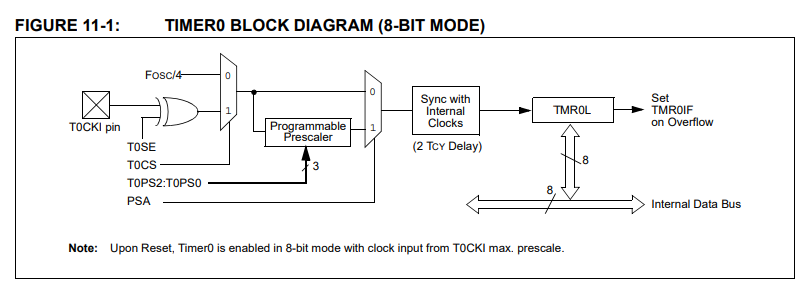 FIGURE 11-1: TIMER0 BLOCK DIAGRAM (8-BIT MODE)
FOSC/4
0
1
T0CKI pin
T0SE
T0CS
T0PS2:T0PS0
PSA
Programmable
Prescaler
3
0
1
Sync with
Internal
Clocks
(2 TCY Delay)
TMR0L
Set
TMR0IF
on Overflow
8
8
Internal Data Bus
Note: Upon Reset, Timer0 is enabled in 8-bit mode with clock input from T0CKI max. prescale.